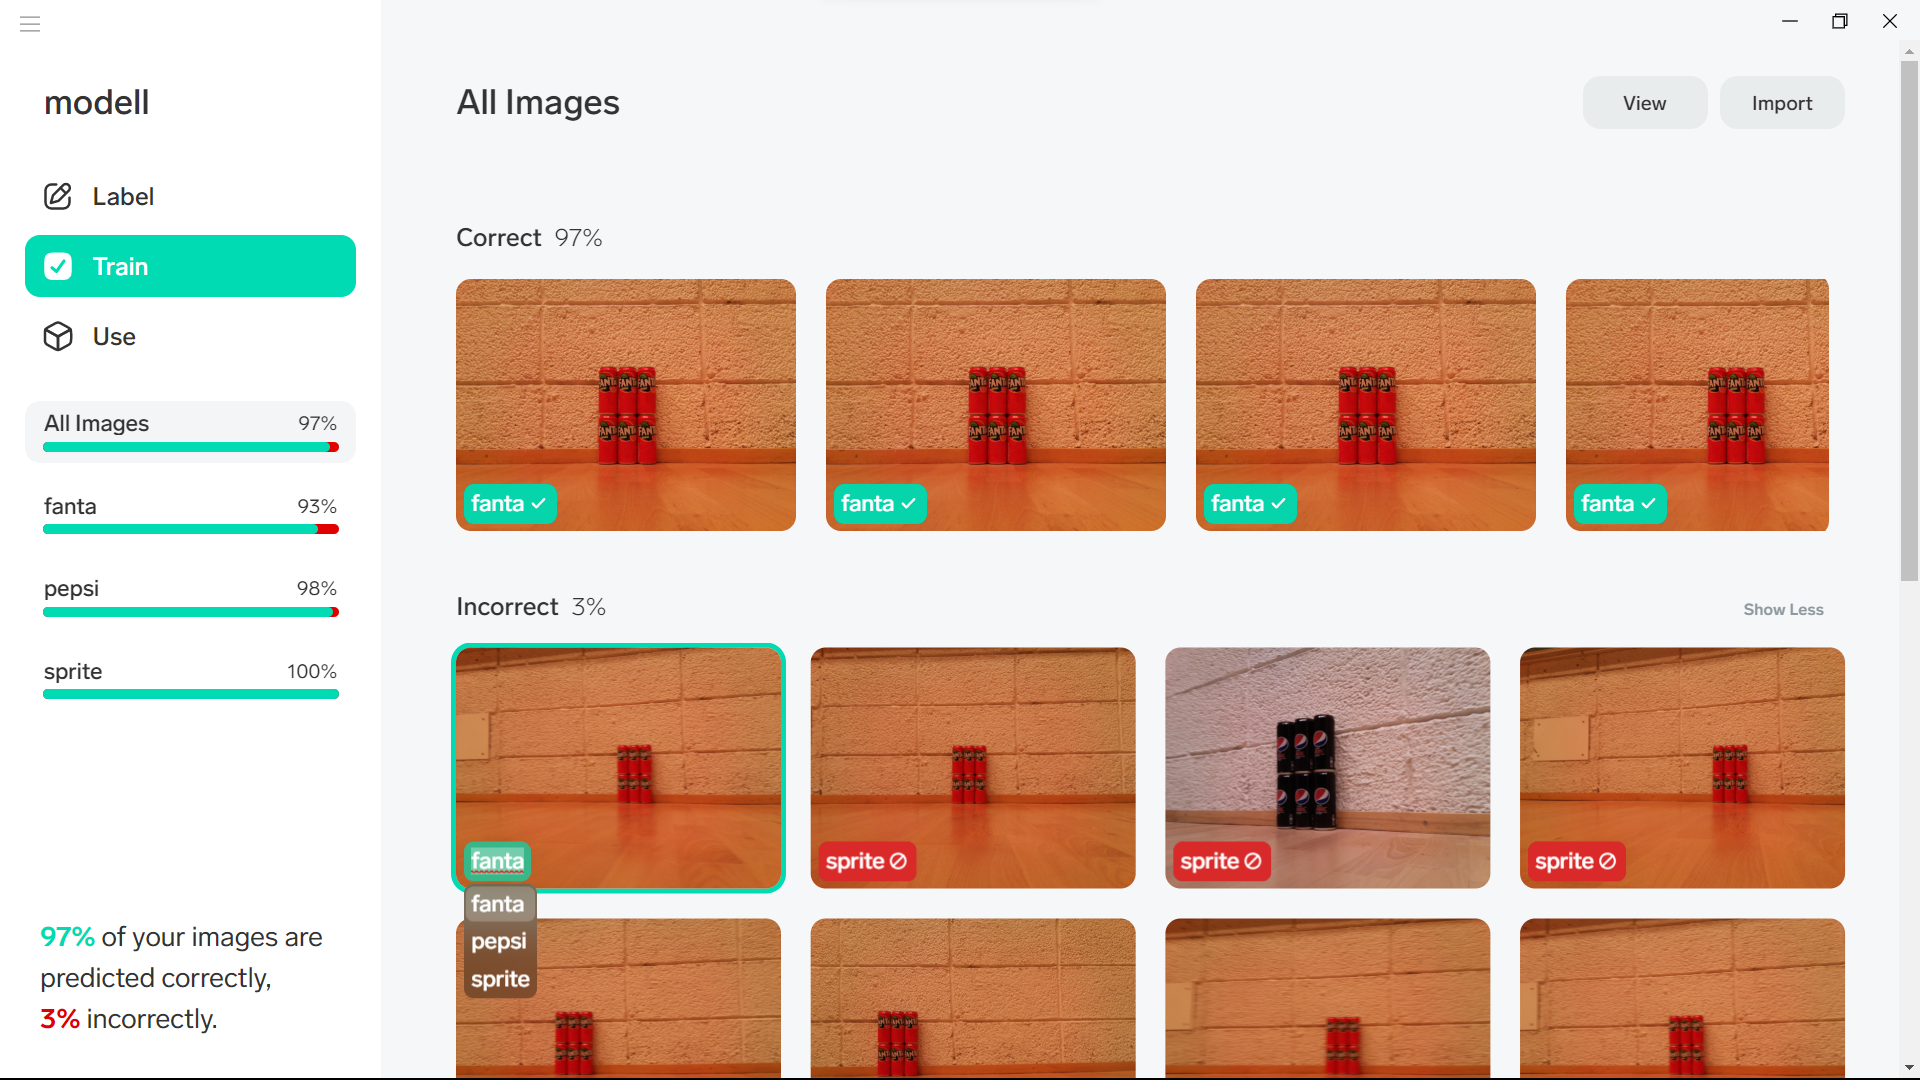 modell
Label
Train
Use
All Images 97%
fanta 93%
pepsi 98%
sprite 100%
97% of your images are
predicted correctly,
3% incorrectly.
All Images
View
Import
Correct 97%
fanta
fanta
fanta
fanta
Incorrect 3%
Show Less
fanta
sprite
sprite
sprite
fanta
pepsi
sprite